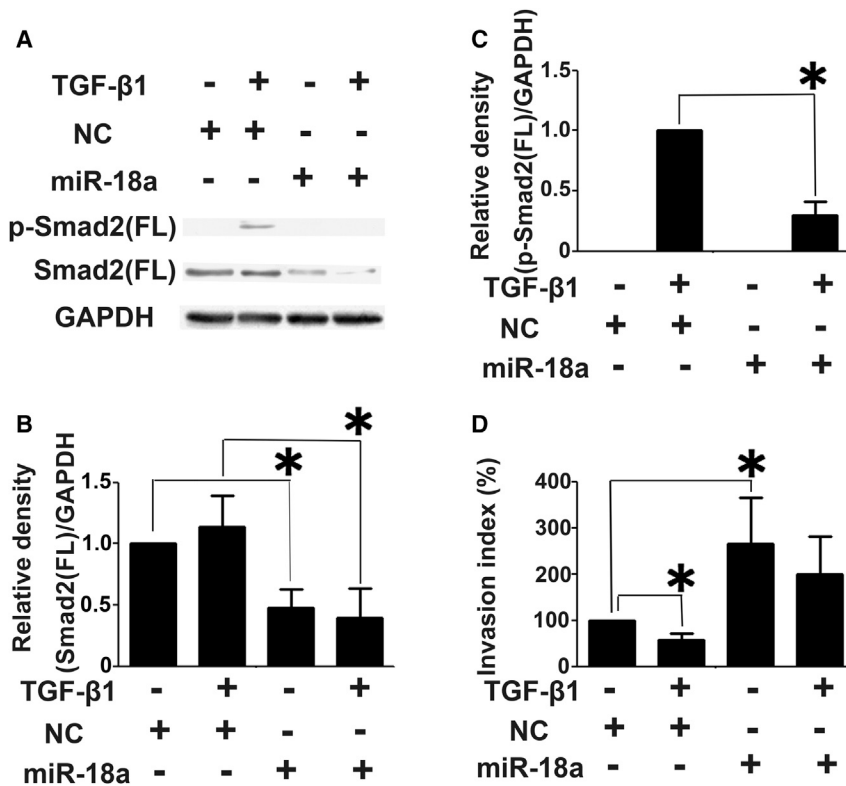 A
TGF-β1 - + - +
NC + + - -
miR-18a - - + +
p-Smad2(FL)
Smad2(FL)
GAPDH
B
Relative density
(Smad2(FL)/GAPDH
1.5
1.0
0.5
0
*
*
TGF-β1 - + - +
NC + + - -
miR-18a - - + +
C
Relative density
(p-Smad2(FL)/GAPDH)
1.5
1.0
0.5
0
*
TGF-β1 - + - +
NC + + - -
miR-18a - - + +
D
Invasion index (%)
400
300
200
100
0
*
*
TGF-β1 - + - +
NC + + - -
miR-18a - - + +